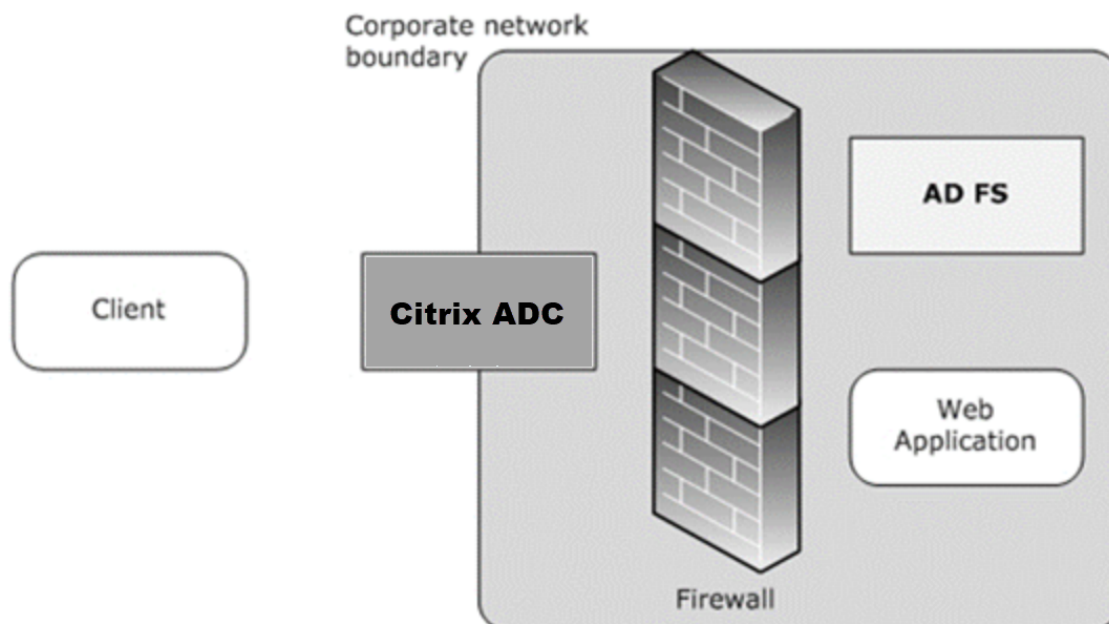 Corporate network
boundary
AD FS
Client
Citrix ADC
Web
Application
Firewall